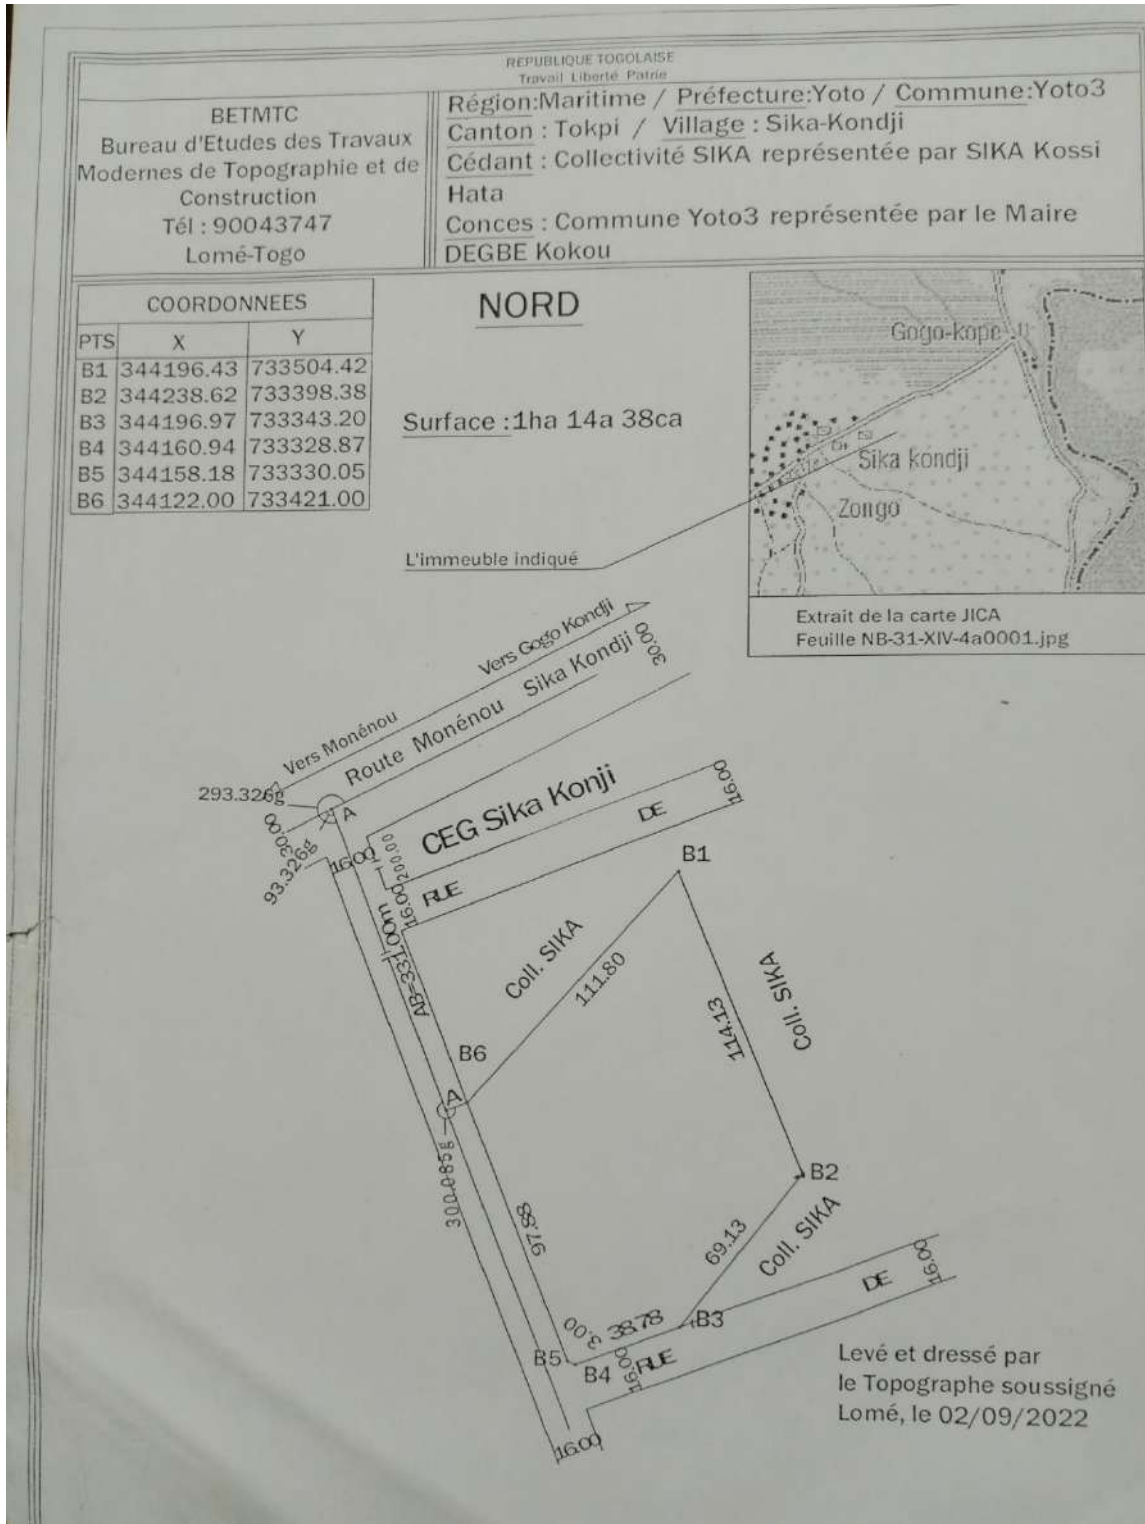 REPUBLIQUE TOGOLAISE
Travail Liberté Patrie
BETMTC
Bureau d'Etudes des Travaux
Modernes de Topographie et de
Construction
Tél : 90043747
Lomé-Togo
Région:Maritime / Préfecture:Yoto / Commune:Yoto3
Canton : Tokpi / Village : Sika-Kondji
Cédant : Collectivité SIKA représentée par SIKA Kossi
Hata
Conces : Commune Yoto3 représentée par le Maire
DEGBE Kokou
COORDONNEES
PTS X Y
B1 344196.43 733504.42
B2 344238.62 733398.38
B3 344196.97 733343.20
B4 344160.94 733328.87
B5 344158.18 733330.05
B6 344122.00 733421.00
NORD
Surface :1ha 14a 38ca
L'immeuble indiqué
Gogo-kope
Sika kondji
Zongo
Extrait de la carte JICA
Feuille NB-31-XIV-4a0001.jpg
Vers Gogo Kondji
Vers Monénou
Route Monénou Sika Kondji
30.00
293.326g
A
30.00
93.326g
16.00
200.00
CEG Sika Konji
16.00
RUE
DE
16.00
AB=331.00m
B1
Coll. SIKA
111.80
114.13
Coll. SIKA
B6
A
300.085g
97.88
B2
69.13
Coll. SIKA
3.00
38.78
B3
B5
B4
16.00
RUE
DE
16.00
16.00
Levé et dressé par
le Topographe soussigné
Lomé, le 02/09/2022